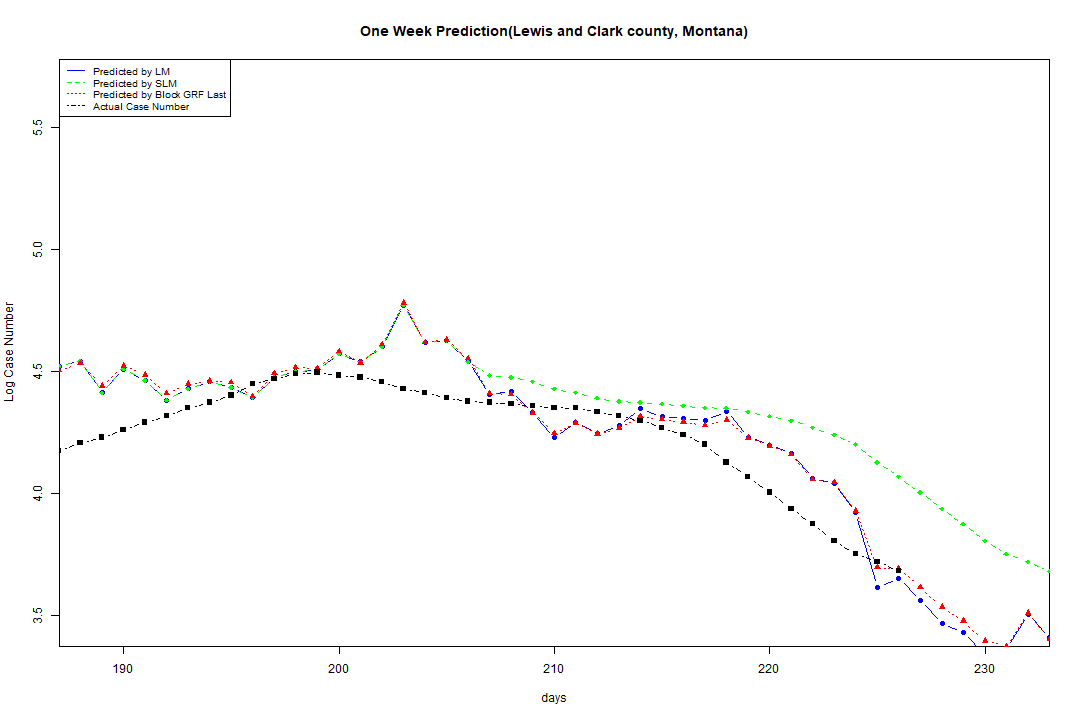 One Week Prediction(Lewis and Clark county, Montana)
Predicted by LM
Predicted by SLM
Predicted by Block GRF Last
Actual Case Number
5.5
5.0
4.5
4.0
3.5
Log Case Number
190 200 210 220 230
days